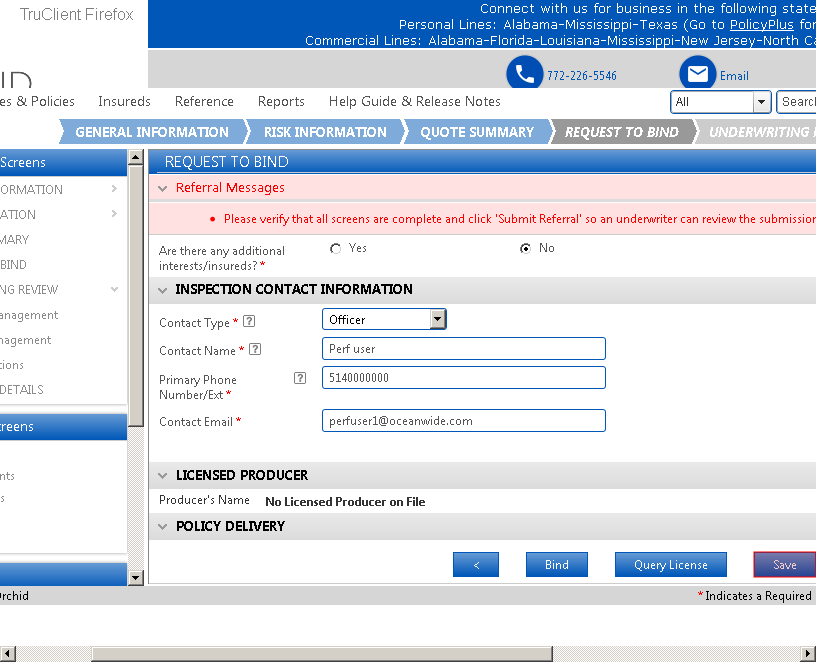 TruClient Firefox
Connect with us for business in the following state
Personal Lines: Alabama-Mississippi-Texas (Go to PolicyPlus for
Commercial Lines: Alabama-Florida-Louisiana-Mississippi-New Jersey-North Ca
IND
772-226-5546
Email
es & Policies Insureds Reference Reports Help Guide & Release Notes
All Search
GENERAL INFORMATION RISK INFORMATION QUOTE SUMMARY REQUEST TO BIND UNDERWRITING
Screens
ORMATION
ATION
MARY
BIND
NG REVIEW
anagement
nagement
tions
DETAILS
creens
nts
s
REQUEST TO BIND
Referral Messages
• Please verify that all screens are complete and click 'Submit Referral' so an underwriter can review the submission
Are there any additional
interests/insureds? *
Yes
No
INSPECTION CONTACT INFORMATION
Contact Type * ?
Officer
Contact Name * ?
Perf user
Primary Phone ?
Number/Ext *
5140000000
Contact Email *
perfuser1@oceanwide.com
LICENSED PRODUCER
Producer's Name No Licensed Producer on File
POLICY DELIVERY
< Bind Query License Save
Orchid
* Indicates a Required